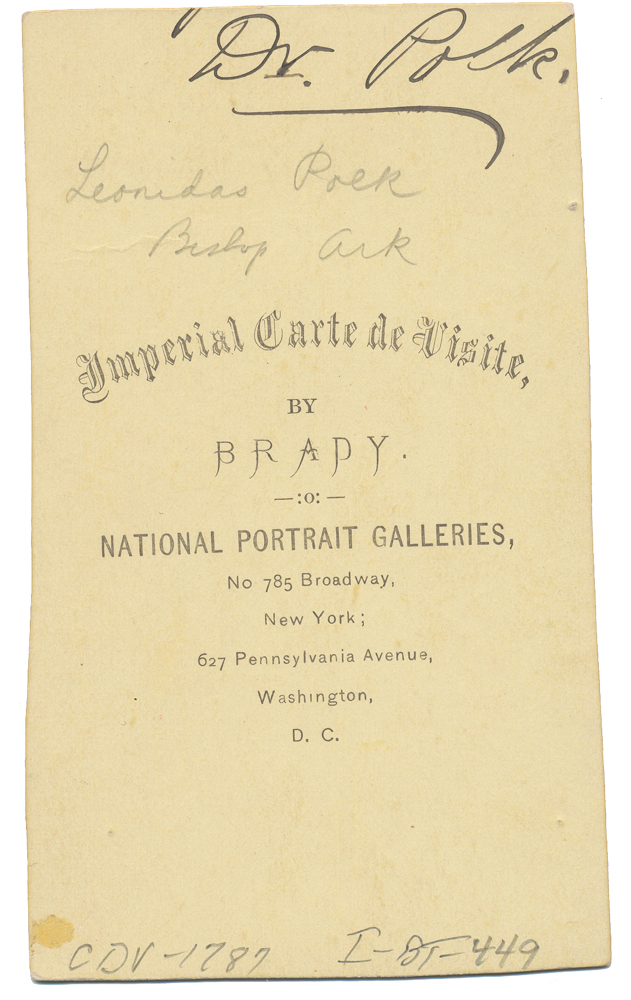 Dr. Polk.
Leonidas Polk
Bishop Ark
Imperial Carte de Visite,
BY
BRADY.
—:o:—
NATIONAL PORTRAIT GALLERIES,
No 785 Broadway,
New York;
627 Pennsylvania Avenue,
Washington,
D. C.
CDV-1787 I-BT-449